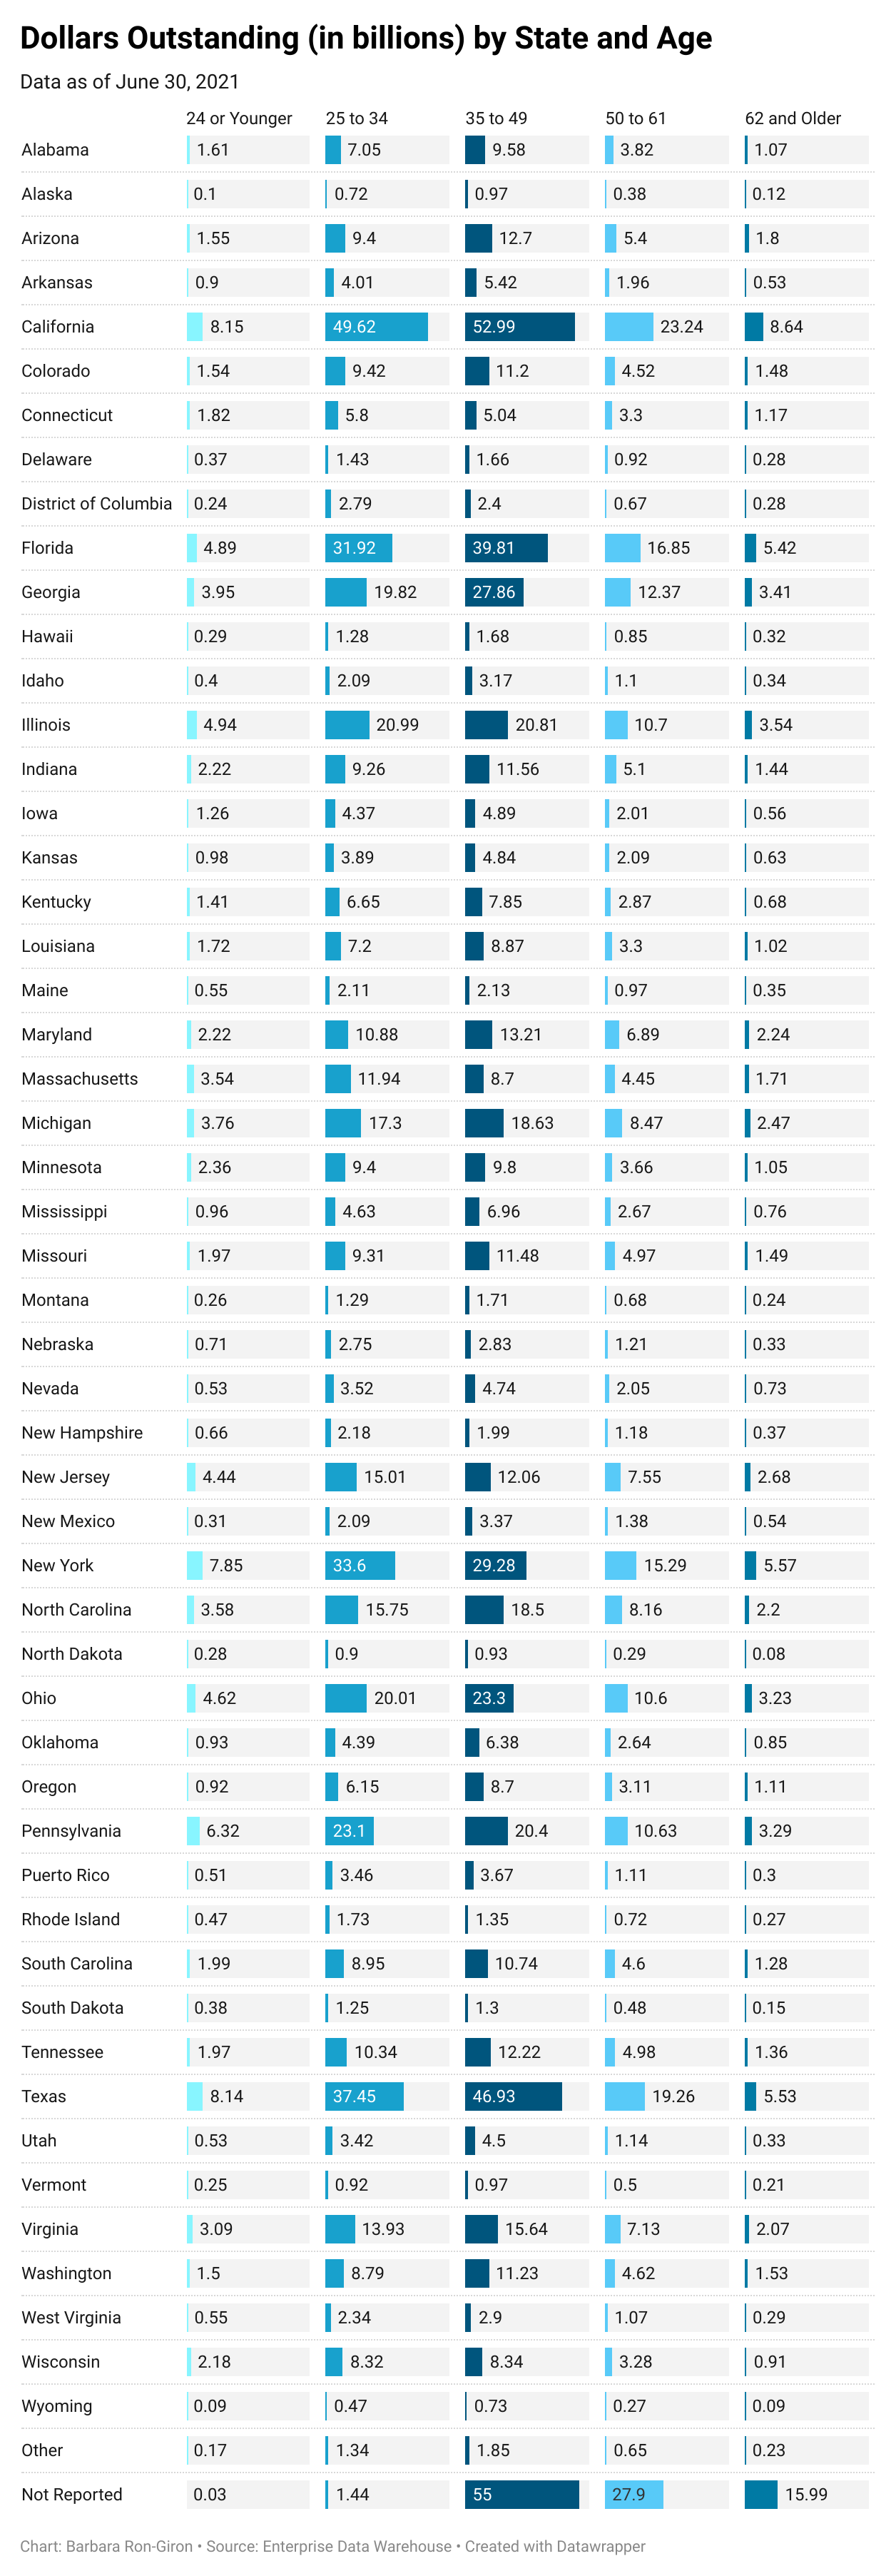 Dollars Outstanding (in billions) by State and Age
Data as of June 30, 2021
24 or Younger 25 to 34 35 to 49 50 to 61 62 and Older
Alabama 1.61 7.05 9.58 3.82 1.07
Alaska 0.1 0.72 0.97 0.38 0.12
Arizona 1.55 9.4 12.7 5.4 1.8
Arkansas 0.9 4.01 5.42 1.96 0.53
California 8.15 49.62 52.99 23.24 8.64
Colorado 1.54 9.42 11.2 4.52 1.48
Connecticut 1.82 5.8 5.04 3.3 1.17
Delaware 0.37 1.43 1.66 0.92 0.28
District of Columbia 0.24 2.79 2.4 0.67 0.28
Florida 4.89 31.92 39.81 16.85 5.42
Georgia 3.95 19.82 27.86 12.37 3.41
Hawaii 0.29 1.28 1.68 0.85 0.32
Idaho 0.4 2.09 3.17 1.1 0.34
Illinois 4.94 20.99 20.81 10.7 3.54
Indiana 2.22 9.26 11.56 5.1 1.44
Iowa 1.26 4.37 4.89 2.01 0.56
Kansas 0.98 3.89 4.84 2.09 0.63
Kentucky 1.41 6.65 7.85 2.87 0.68
Louisiana 1.72 7.2 8.87 3.3 1.02
Maine 0.55 2.11 2.13 0.97 0.35
Maryland 2.22 10.88 13.21 6.89 2.24
Massachusetts 3.54 11.94 8.7 4.45 1.71
Michigan 3.76 17.3 18.63 8.47 2.47
Minnesota 2.36 9.4 9.8 3.66 1.05
Mississippi 0.96 4.63 6.96 2.67 0.76
Missouri 1.97 9.31 11.48 4.97 1.49
Montana 0.26 1.29 1.71 0.68 0.24
Nebraska 0.71 2.75 2.83 1.21 0.33
Nevada 0.53 3.52 4.74 2.05 0.73
New Hampshire 0.66 2.18 1.99 1.18 0.37
New Jersey 4.44 15.01 12.06 7.55 2.68
New Mexico 0.31 2.09 3.37 1.38 0.54
New York 7.85 33.6 29.28 15.29 5.57
North Carolina 3.58 15.75 18.5 8.16 2.2
North Dakota 0.28 0.9 0.93 0.29 0.08
Ohio 4.62 20.01 23.3 10.6 3.23
Oklahoma 0.93 4.39 6.38 2.64 0.85
Oregon 0.92 6.15 8.7 3.11 1.11
Pennsylvania 6.32 23.1 20.4 10.63 3.29
Puerto Rico 0.51 3.46 3.67 1.11 0.3
Rhode Island 0.47 1.73 1.35 0.72 0.27
South Carolina 1.99 8.95 10.74 4.6 1.28
South Dakota 0.38 1.25 1.3 0.48 0.15
Tennessee 1.97 10.34 12.22 4.98 1.36
Texas 8.14 37.45 46.93 19.26 5.53
Utah 0.53 3.42 4.5 1.14 0.33
Vermont 0.25 0.92 0.97 0.5 0.21
Virginia 3.09 13.93 15.64 7.13 2.07
Washington 1.5 8.79 11.23 4.62 1.53
West Virginia 0.55 2.34 2.9 1.07 0.29
Wisconsin 2.18 8.32 8.34 3.28 0.91
Wyoming 0.09 0.47 0.73 0.27 0.09
Other 0.17 1.34 1.85 0.65 0.23
Not Reported 0.03 1.44 55 27.9 15.99
Chart: Barbara Ron-Giron • Source: Enterprise Data Warehouse • Created with Datawrapper